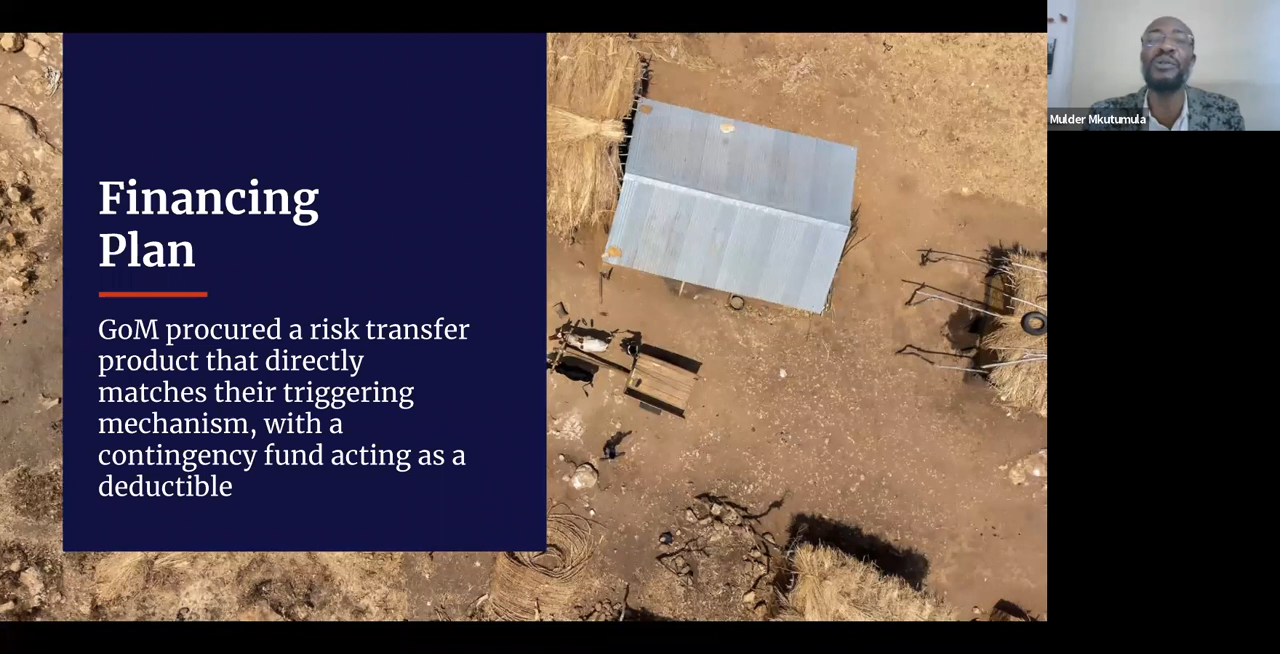 Financing
Plan
GoM procured a risk transfer
product that directly
matches their triggering
mechanism, with a
contingency fund acting as a
deductible
Mulder Mkutumula